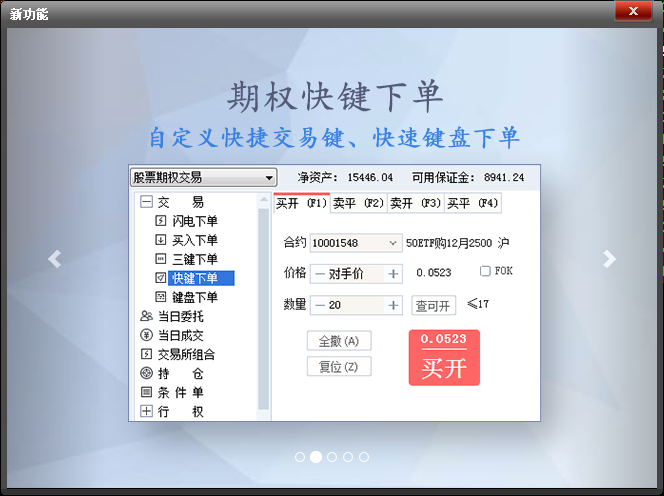 新功能
期权快键下单
自定义快捷交易键、快速键盘下单
股票期权交易 净资产: 15446.04 可用保证金: 8941.24
交 易
闪电下单
买入下单
三键下单
快键下单
键盘下单
当日委托
当日成交
交易所组合
持 仓
条 件 单
行 权
买开 (F1) 卖平 (F2) 卖开 (F3) 买平 (F4)
合约 10001548 50ETF购12月2500 沪
价格 对手价 0.0523 FOK
数量 20 查可开 ≤17
全撤(A)
复位(Z)
0.0523
买开